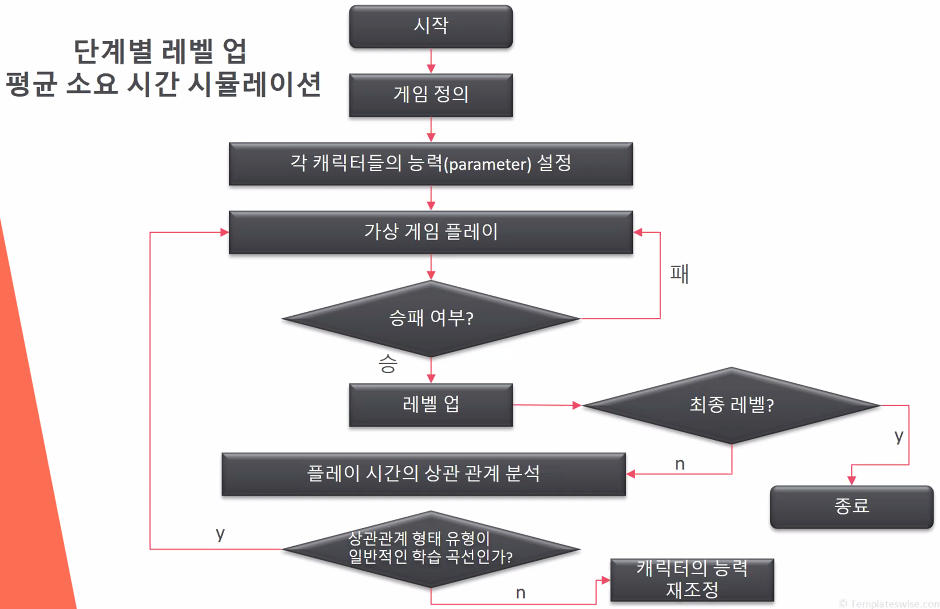 시작
단계별 레벨 업
평균 소요 시간 시뮬레이션
게임 정의
각 캐릭터들의 능력(parameter) 설정
가상 게임 플레이
패
승패 여부?
승
레벨 업
최종 레벨?
y
n
플레이 시간의 상관 관계 분석
종료
y
상관관계 형태 유형이
일반적인 학습 곡선인가?
캐릭터의 능력
재조정
n
© Templateswise.com